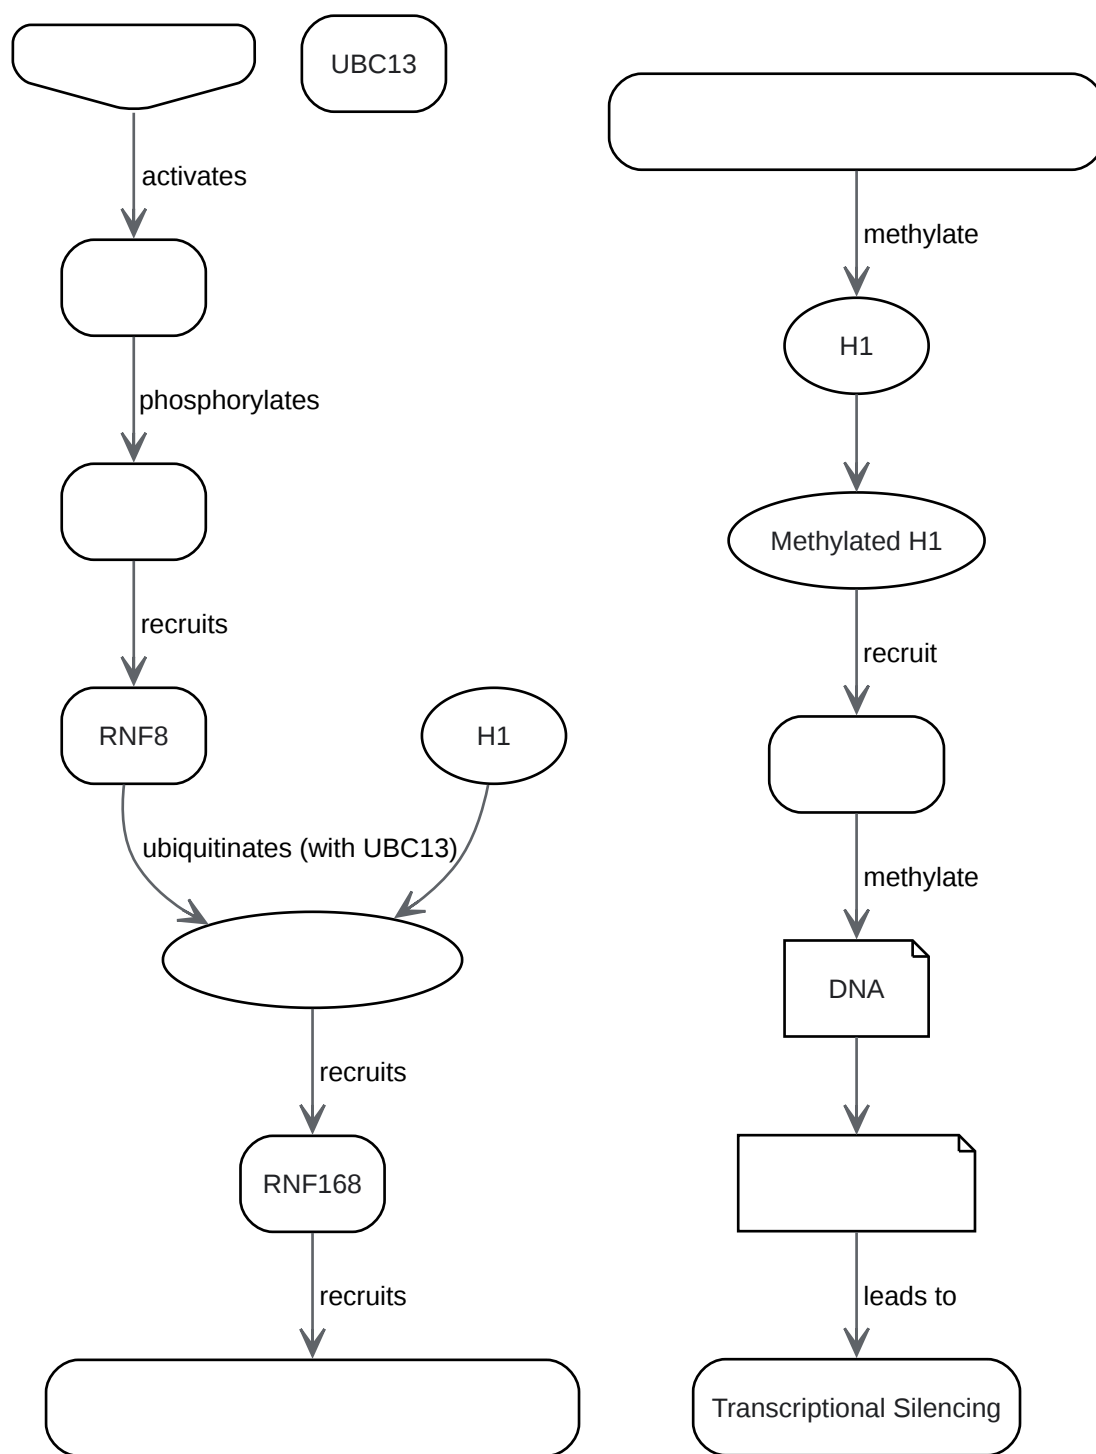 UBC13
activates
phosphorylates
recruits
RNF8
H1
ubiquitinates (with UBC13)
recruits
RNF168
recruits
methylate
H1
Methylated H1
recruit
methylate
DNA
leads to
Transcriptional Silencing